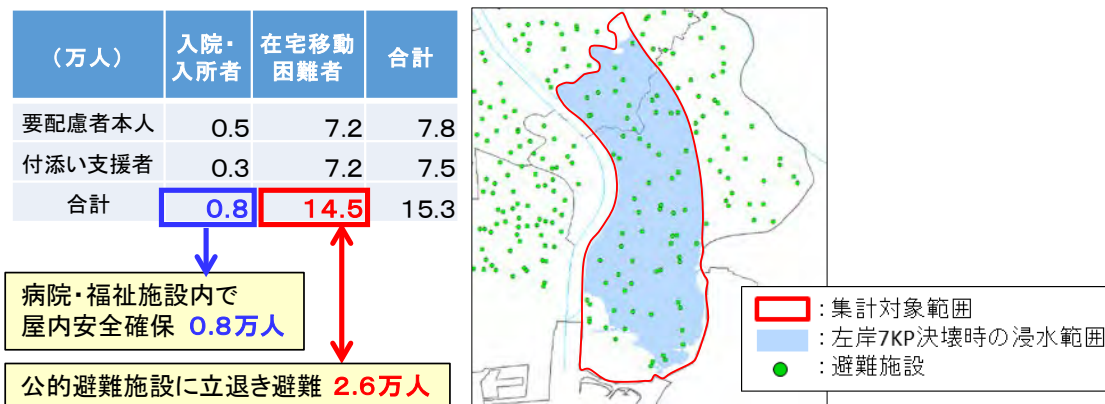 (万人) 入院・入所者 在宅移動困難者 合計
要配慮者本人 0.5 7.2 7.8
付添い支援者 0.3 7.2 7.5
合計 0.8 14.5 15.3
病院・福祉施設内で
屋内安全確保 0.8万人
公的避難施設に立退き避難 2.6万人
:集計対象範囲
:左岸7KP決壊時の浸水範囲
:避難施設